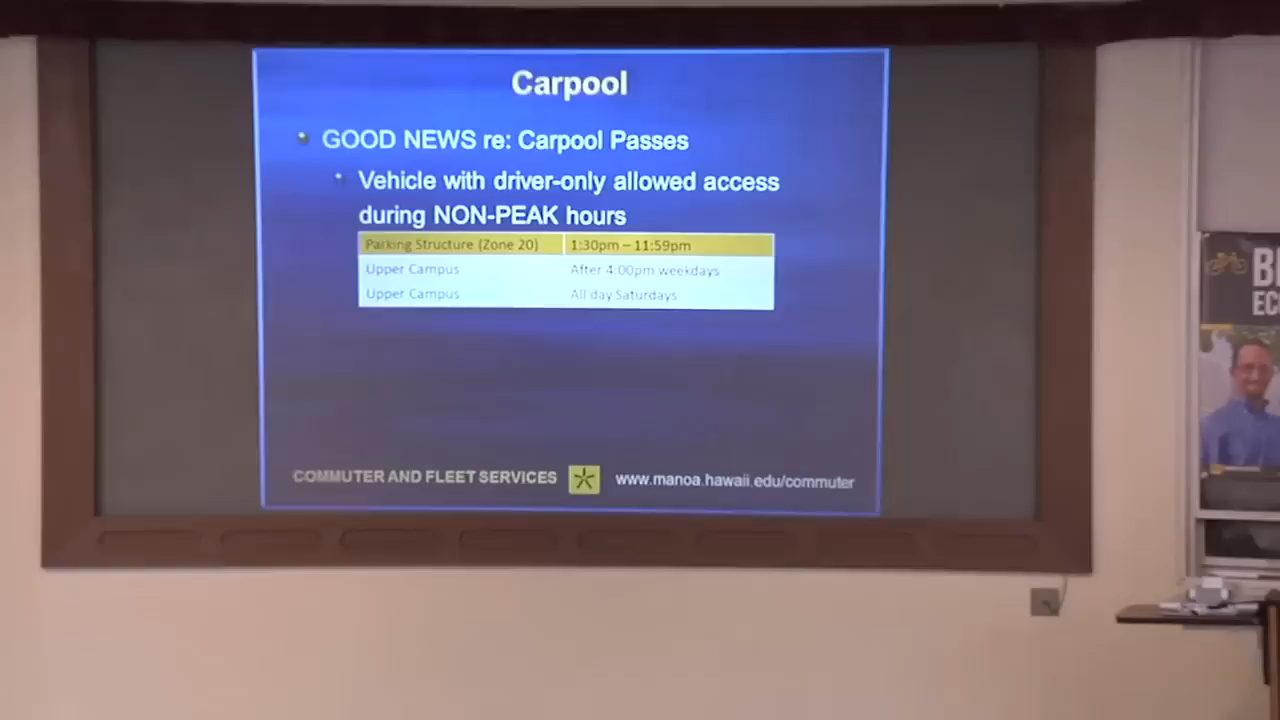 Carpool
GOOD NEWS re: Carpool Passes
Vehicle with driver-only allowed access
during NON-PEAK hours
Parking Structure (Zone 20) 1:30pm – 11:59pm
Upper Campus After 4:00pm weekdays
Upper Campus All day Saturdays
COMMUTER AND FLEET SERVICES www.manoa.hawaii.edu/commuter